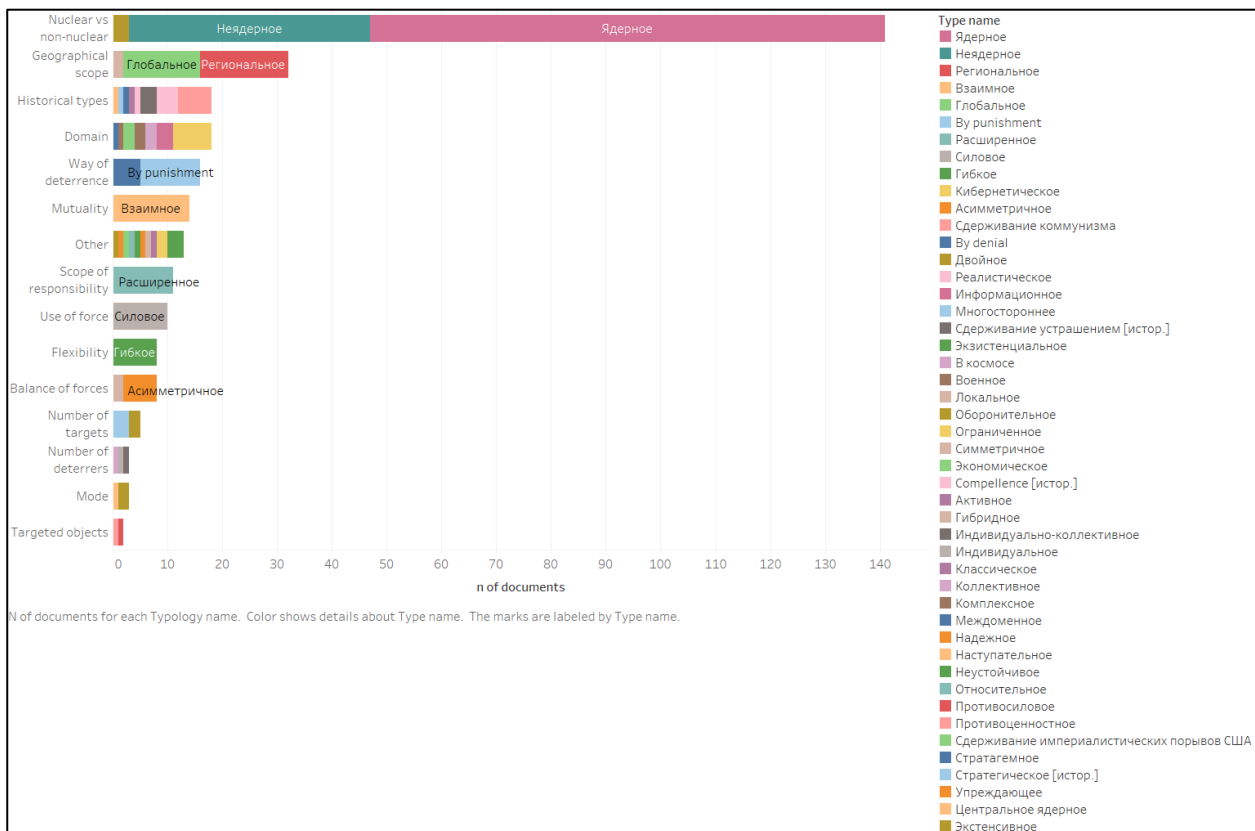 Nuclear vs
non-nuclear
Неядерное
Ядерное
Geographical
scope
Глобальное
Региональное
Historical types
Domain
Way of
deterrence
By punishment
Mutuality
Взаимное
Other
Scope of
responsibility
Расширенное
Use of force
Силовое
Flexibility
Гибкое
Balance of forces
Асимметричное
Number of
targets
Number of
deterrers
Mode
Targeted objects
0 10 20 30 40 50 60 70 80 90 100 110 120 130 140
n of documents
N of documents for each Typology name. Color shows details about Type name. The marks are labeled by Type name.
Type name
Ядерное
Неядерное
Региональное
Взаимное
Глобальное
By punishment
Расширенное
Силовое
Гибкое
Кибернетическое
Асимметричное
Сдерживание коммунизма
By denial
Двойное
Реалистическое
Информационное
Многостороннее
Сдерживание устрашением [истор.]
Экзистенциальное
В космосе
Военное
Локальное
Оборонительное
Ограниченное
Симметричное
Экономическое
Compellence [истор.]
Активное
Гибридное
Индивидуально-коллективное
Индивидуальное
Классическое
Коллективное
Комплексное
Междоменное
Надежное
Наступательное
Неустойчивое
Относительное
Противосиловое
Противоценностное
Сдерживание империалистических порывов США
Стратагемное
Стратегическое [истор.]
Упреждающее
Центральное ядерное
Экстенсивное